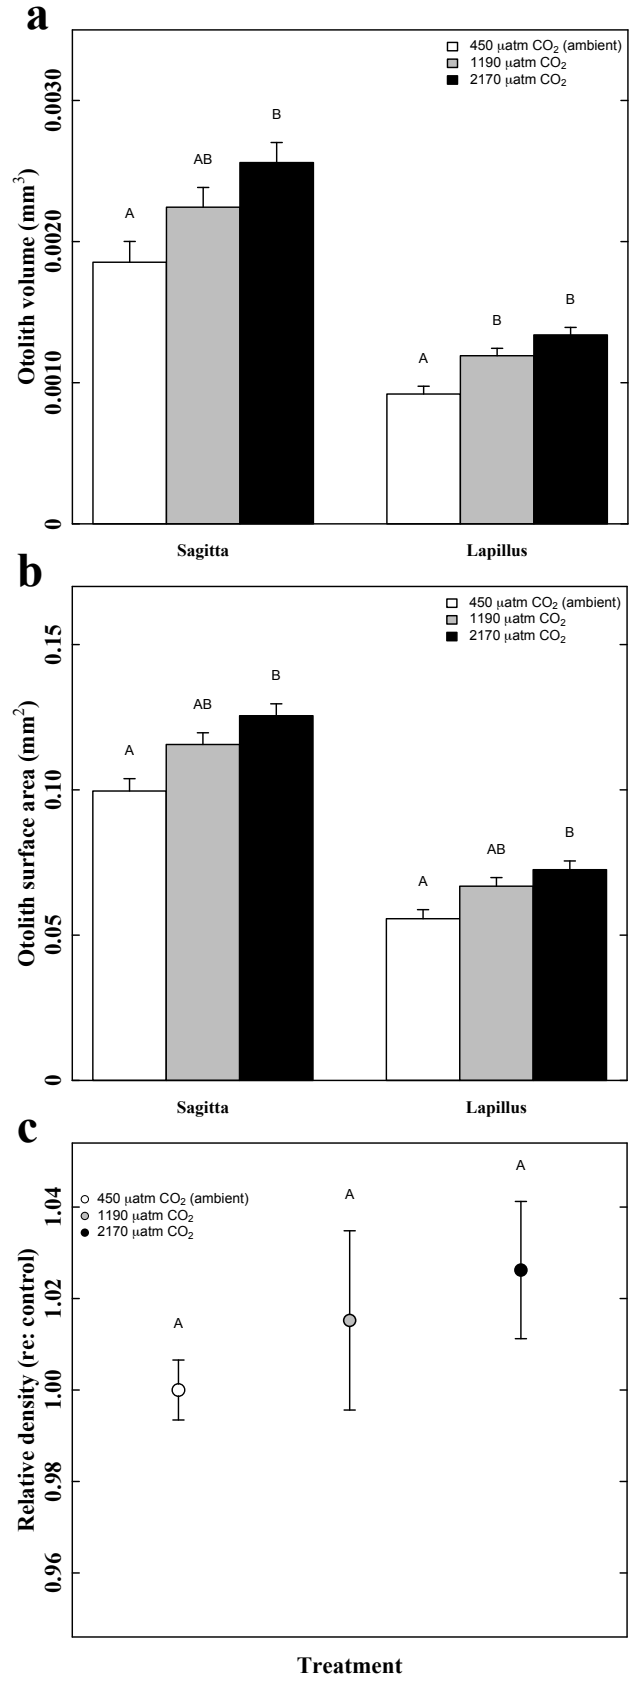 a
450 μatm CO₂ (ambient)
1190 μatm CO₂
2170 μatm CO₂
Otolith volume (mm³)
0.0030
0.0020
0.0010
0
A
AB
B
A
B
B
Sagitta
Lapillus
b
450 μatm CO₂ (ambient)
1190 μatm CO₂
2170 μatm CO₂
Otolith surface area (mm²)
0.15
0.10
0.05
0
A
AB
B
A
AB
B
Sagitta
Lapillus
c
450 μatm CO₂ (ambient)
1190 μatm CO₂
2170 μatm CO₂
Relative density (re: control)
1.04
1.02
1.00
0.98
0.96
A
A
A
Treatment